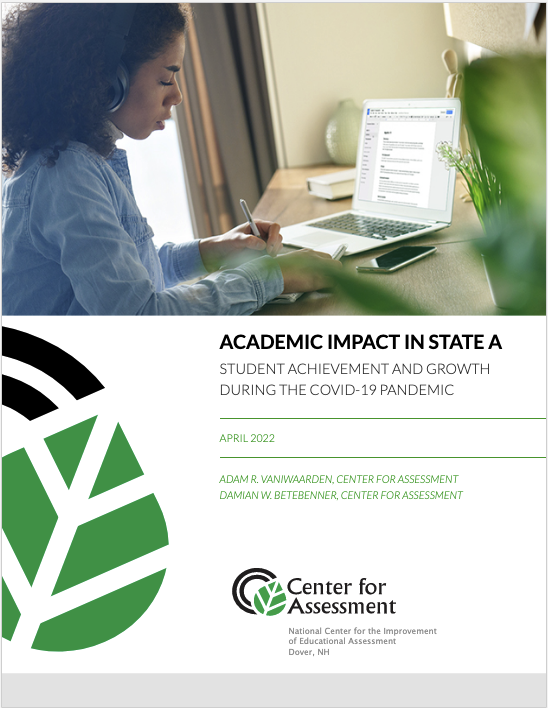 ACADEMIC IMPACT IN STATE A
STUDENT ACHIEVEMENT AND GROWTH
DURING THE COVID-19 PANDEMIC
APRIL 2022
ADAM R. VANIWAARDEN, CENTER FOR ASSESSMENT
DAMIAN W. BETEBENNER, CENTER FOR ASSESSMENT
Center for
Assessment
National Center for the Improvement
of Educational Assessment
Dover, NH